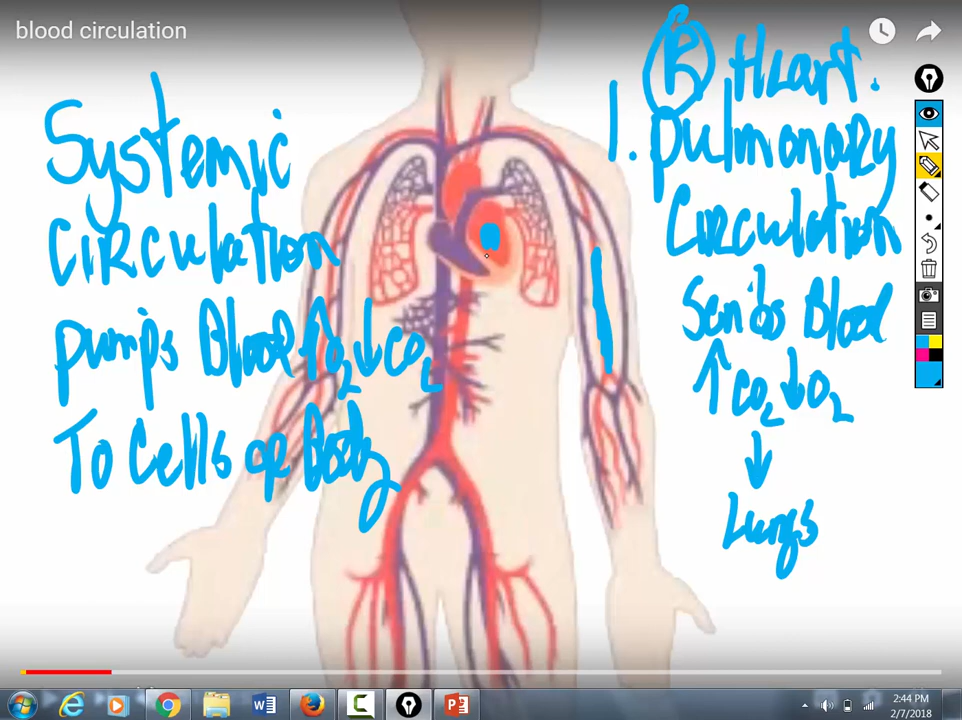 blood circulation
Systemic
Circulation
pumps Blood ↑O2 ↓CO2
To Cells or Body
(R) Heart.
1. Pulmonary
Circulation
Sends Blood
↑CO2 ↓O2
↓
Lungs
2:44 PM
2/7/2018